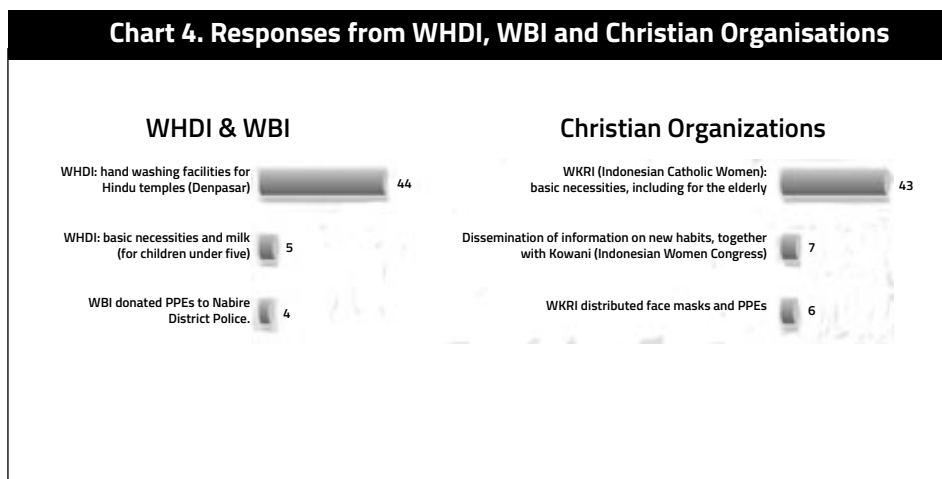 Chart 4. Responses from WHDI, WBI and Christian Organisations
WHDI & WBI
WHDI: hand washing facilities for
Hindu temples (Denpasar)
44
WHDI: basic necessities and milk
(for children under five)
5
WBI donated PPEs to Nabire
District Police.
4
Christian Organizations
WKRI (Indonesian Catholic Women):
basic necessities, including for the elderly
43
Dissemination of information on new habits, together
with Kowani (Indonesian Women Congress)
7
WKRI distributed face masks and PPEs
6